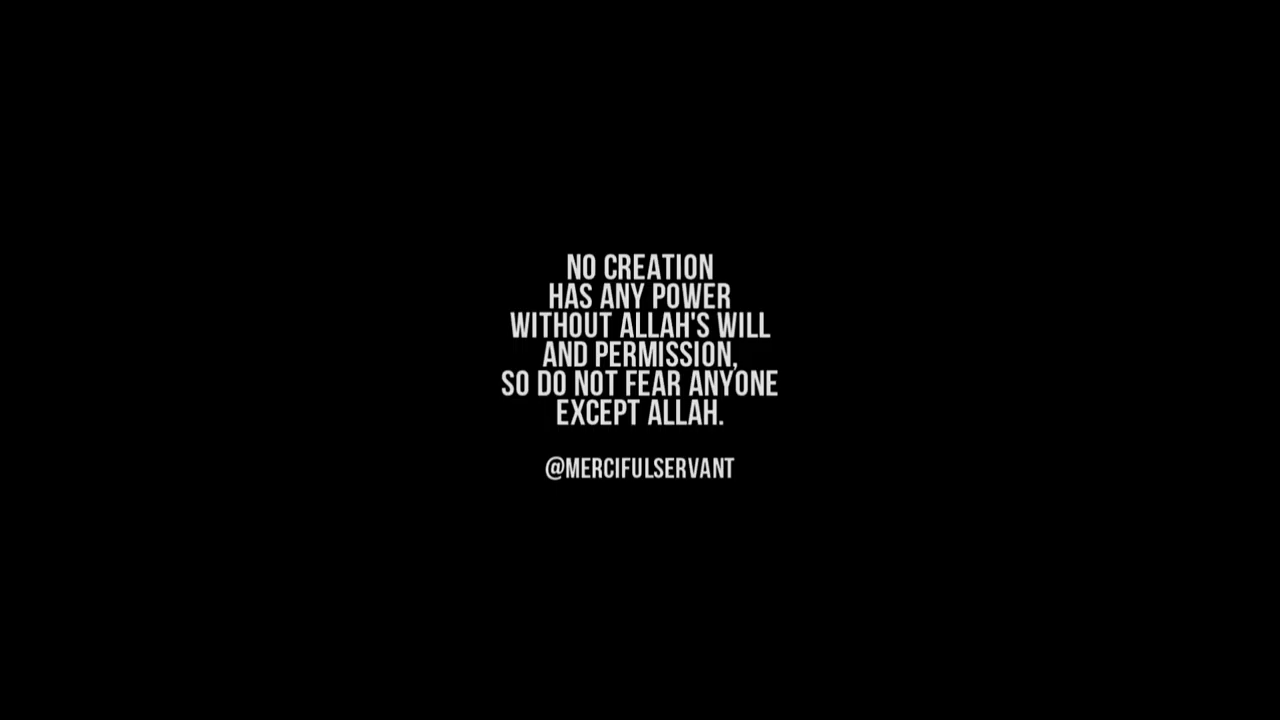 NO CREATION
HAS ANY POWER
WITHOUT ALLAH'S WILL
AND PERMISSION,
SO DO NOT FEAR ANYONE
EXCEPT ALLAH.
@MERCIFULSERVANT